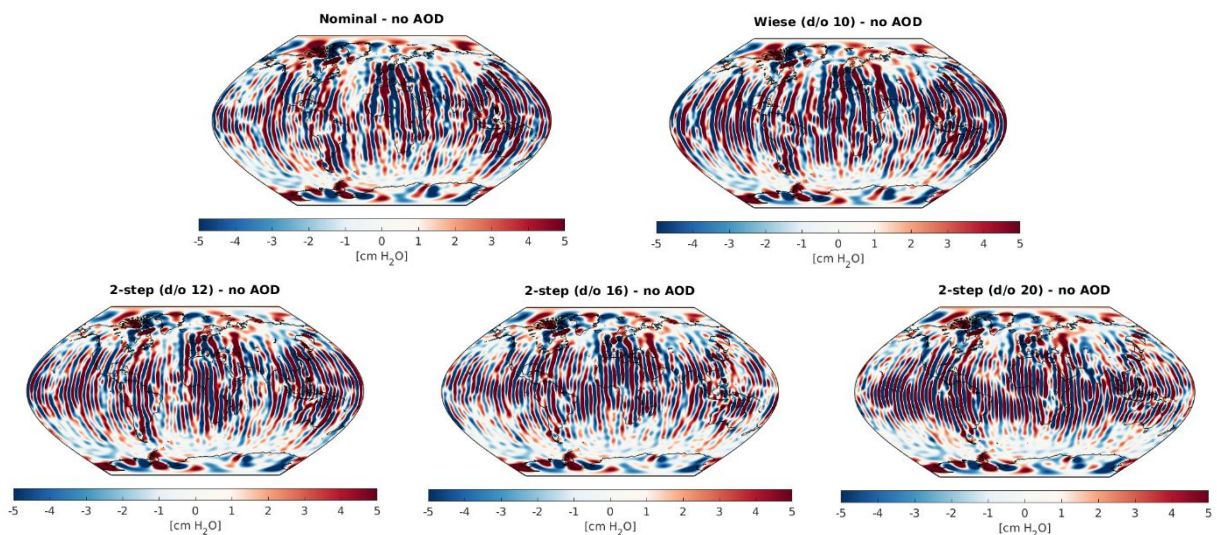 Nominal - no AOD
-5 -4 -3 -2 -1 0 1 2 3 4 5
[cm H2O]
Wiese (d/o 10) - no AOD
-5 -4 -3 -2 -1 0 1 2 3 4 5
[cm H2O]
2-step (d/o 12) - no AOD
-5 -4 -3 -2 -1 0 1 2 3 4 5
[cm H2O]
2-step (d/o 16) - no AOD
-5 -4 -3 -2 -1 0 1 2 3 4 5
[cm H2O]
2-step (d/o 20) - no AOD
-5 -4 -3 -2 -1 0 1 2 3 4 5
[cm H2O]